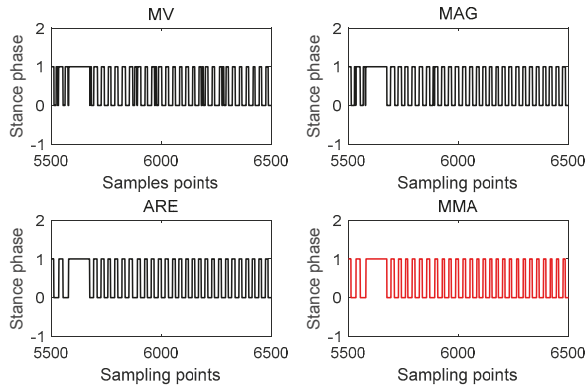 MV
Stance phase
2
1
0
-1
5500 6000 6500
Samples points
MAG
Stance phase
2
1
0
-1
5500 6000 6500
Sampling points
ARE
Stance phase
2
1
0
-1
5500 6000 6500
Sampling points
MMA
Stance phase
2
1
0
-1
5500 6000 6500
Sampling points